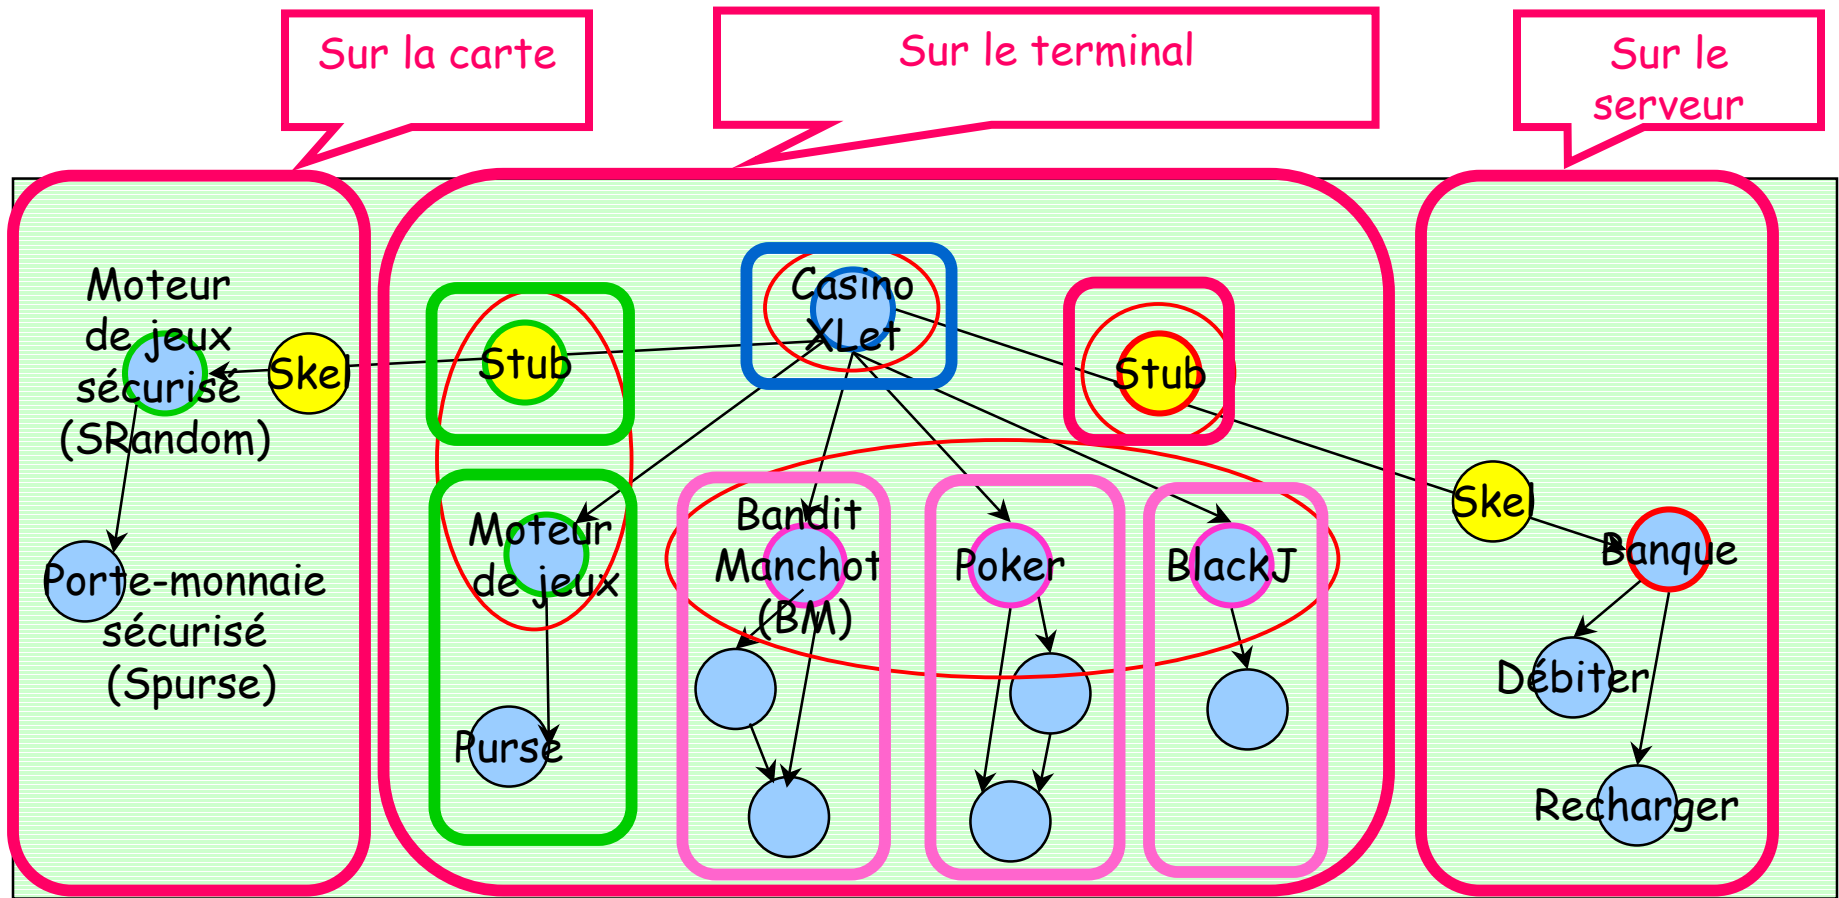 Sur la carte
Sur le terminal
Sur le
serveur
Moteur
de jeux
sécurisé
(SRandom)
Skel
Porte-monnaie
sécurisé
(Spurse)
Stub
Casino
XLet
Stub
Moteur
de jeux
Purse
Bandit
Manchot
(BM)
Poker
BlackJ
Skel
Banque
Débiter
Recharger